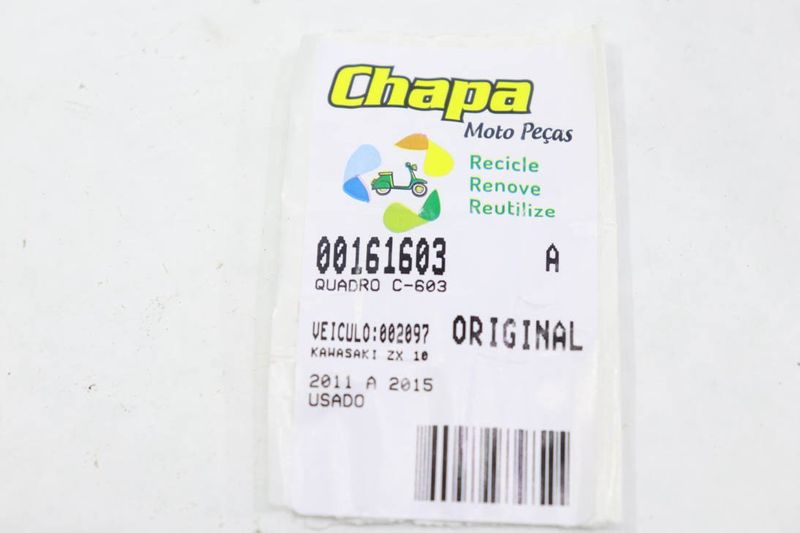 Chapa
Moto Peças
Recicle
Renove
Reutilize
00161603 A
QUADRO C-603
VEICULO:002097 ORIGINAL
KAWASAKI ZX 10
2011 A 2015
USADO